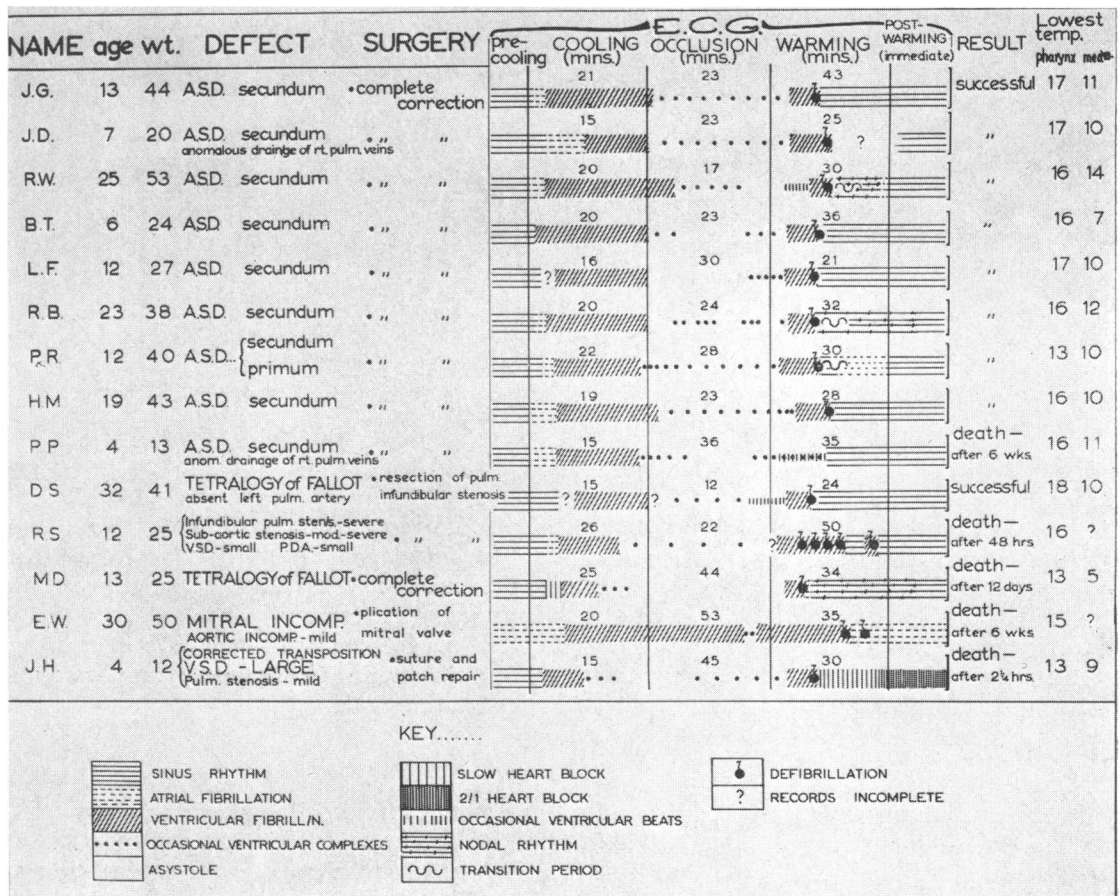 E.C.G.
NAME age wt. DEFECT SURGERY pre-cooling COOLING (mins.) OCCLUSION (mins.) WARMING (mins.) POST-WARMING (immediate) RESULT Lowest temp. pharynx
J.G. 13 44 A.S.D. secundum • complete correction 21 23 43 successful 17 11
J.D. 7 20 A.S.D. secundum • ,, ,, 15 23 25 ? ,, 17 10
anomalous drainge of rt. pulm. veins
R.W. 25 53 A.S.D. secundum • ,, ,, 20 17 30 ,, 16 14
B.T. 6 24 A.S.D. secundum • ,, ,, 20 23 36 ,, 16 7
L.F. 12 27 A.S.D. secundum • ,, ,, ? 16 30 21 ,, 17 10
R.B. 23 38 A.S.D. secundum • ,, ,, 20 24 32 ,, 16 12
P.R. 12 40 A.S.D... { secundum primum • ,, ,, 22 28 30 ,, 13 10
H M 19 43 A.S.D. secundum • ,, ,, 19 23 28 ,, 16 10
P P 4 13 A.S.D. secundum • ,, ,, 15 36 35 death— after 6 wks. 16 11
anom. drainage of rt. pulm. veins
D S 32 41 TETRALOGY of FALLOT • resection of pulm. infundibular stenosis ? 15 ? 12 24 successful 18 10
absent left pulm. artery
R S 12 25 { Infundibular pulm stens.-severe • ,, ,, 26 22 ? 50 death— after 48 hrs 16 ?
Sub-aortic stenosis-mod.-severe
VSD-small P.D.A.-small
M D 13 25 TETRALOGY of FALLOT • complete correction 25 44 34 death— after 12 days 13 5
E.W 30 50 MITRAL INCOMP. • plication of mitral valve 20 53 35 death— after 6 wks 15 ?
AORTIC INCOMP.- mild
J.H. 4 12 { CORRECTED TRANSPOSITION • suture and patch repair 15 45 30 death— after 2¼ hrs. 13 9
V.S.D. - LARGE
Pulm. stenosis - mild
KEY.......
SINUS RHYTHM
ATRIAL FIBRILLATION
VENTRICULAR FIBRILL/N.
OCCASIONAL VENTRICULAR COMPLEXES
ASYSTOLE
SLOW HEART BLOCK
2/1 HEART BLOCK
OCCASIONAL VENTRICULAR BEATS
NODAL RHYTHM
TRANSITION PERIOD
DEFIBRILLATION
? RECORDS INCOMPLETE